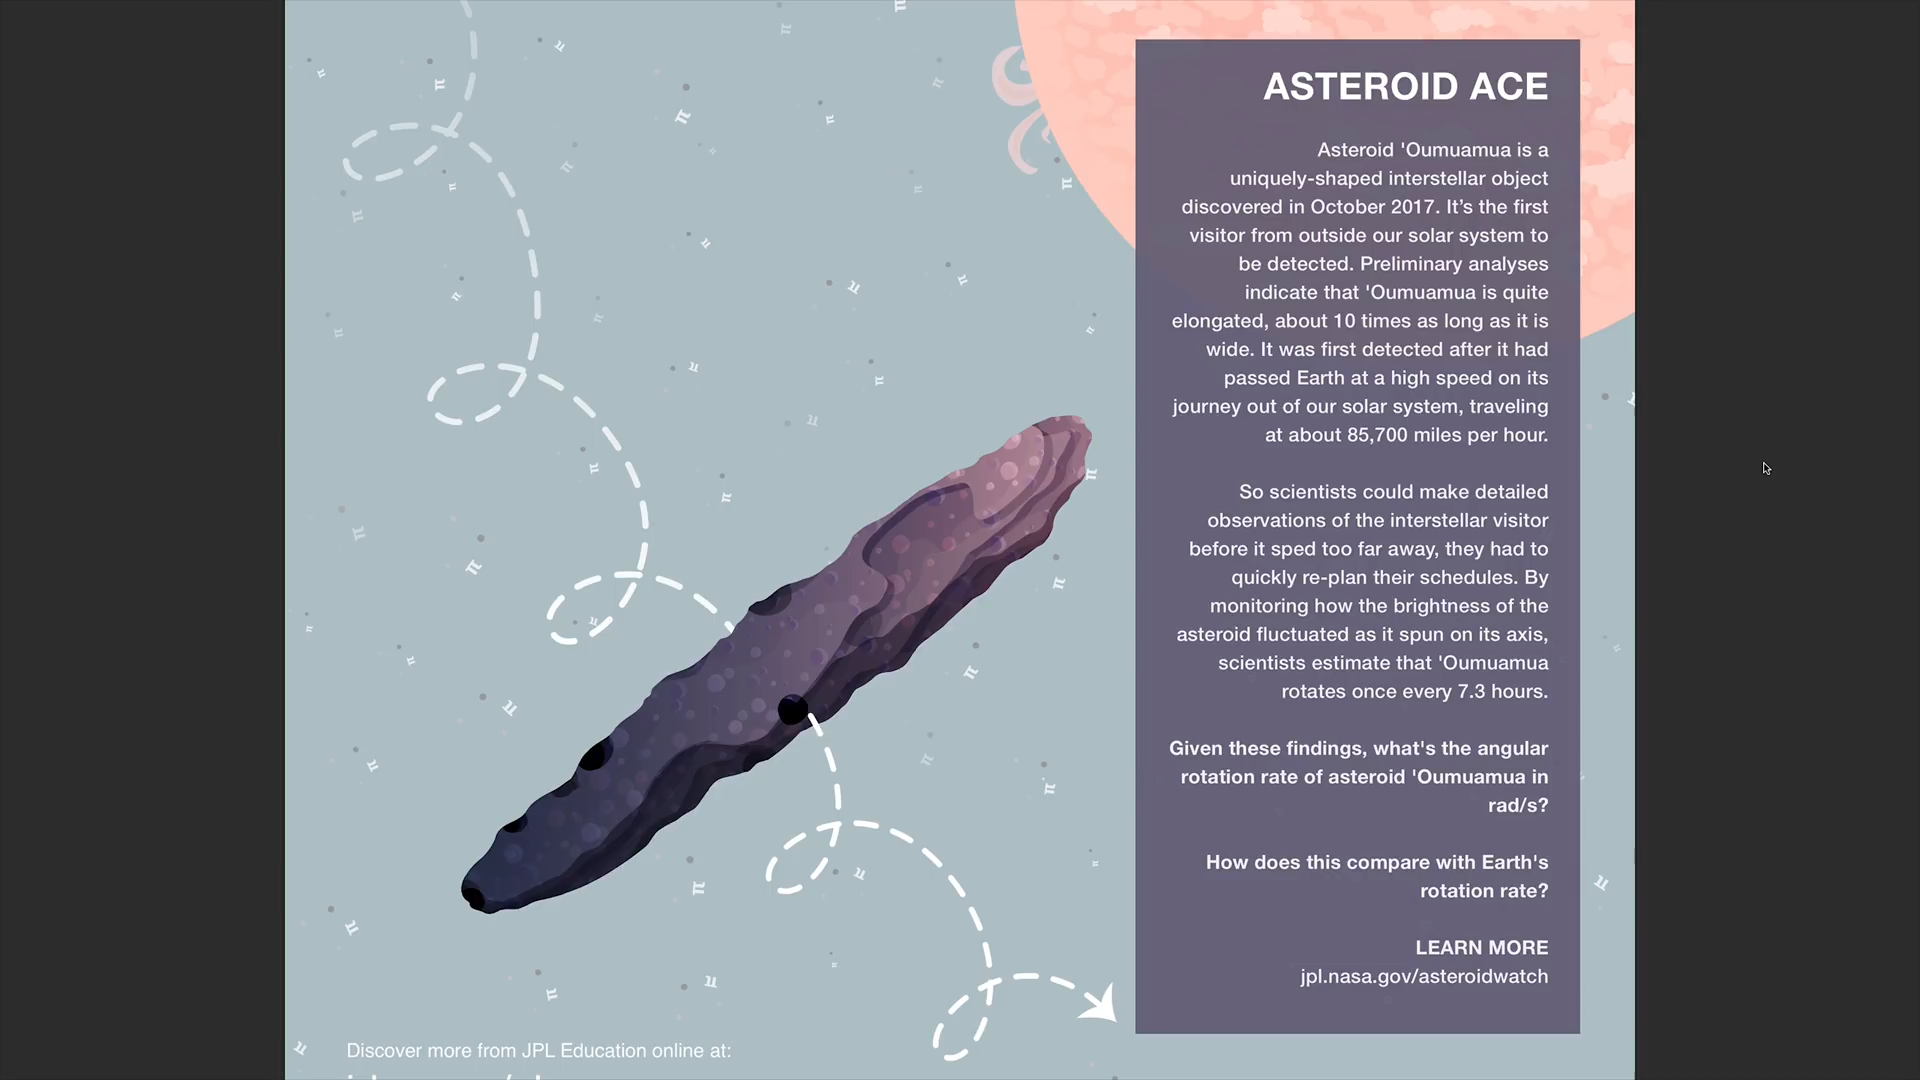 ASTEROID ACE
Asteroid 'Oumuamua is a
uniquely-shaped interstellar object
discovered in October 2017. It’s the first
visitor from outside our solar system to
be detected. Preliminary analyses
indicate that 'Oumuamua is quite
elongated, about 10 times as long as it is
wide. It was first detected after it had
passed Earth at a high speed on its
journey out of our solar system, traveling
at about 85,700 miles per hour.
So scientists could make detailed
observations of the interstellar visitor
before it sped too far away, they had to
quickly re-plan their schedules. By
monitoring how the brightness of the
asteroid fluctuated as it spun on its axis,
scientists estimate that 'Oumuamua
rotates once every 7.3 hours.
Given these findings, what's the angular
rotation rate of asteroid 'Oumuamua in
rad/s?
How does this compare with Earth's
rotation rate?
LEARN MORE
jpl.nasa.gov/asteroidwatch
Discover more from JPL Education online at: